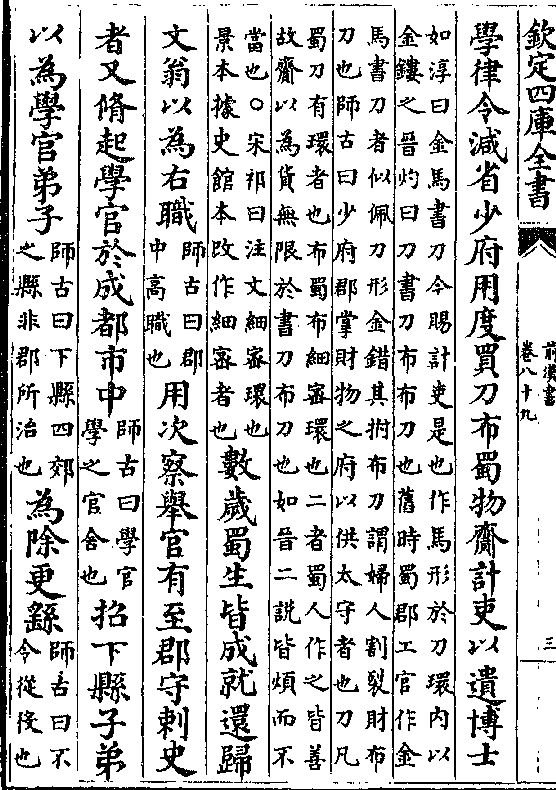 欽定四庫全書
前漢書
卷八十九
三
學律令減省少府用度買刀布蜀物齎計吏以遺博士
如淳曰金馬書刀今賜計吏是也作馬形於刀環內以
金鏤之晉灼曰刀書刀布布刀也舊時蜀郡工官作金
馬書刀者似佩刀形金錯其拊布刀謂婦人割裂財布
刀也師古曰少府郡掌財物之府以供太守者也刀凡
蜀刀有環者也布蜀布細密環也二者蜀人作之皆善
故齎以為貨無限於書刀布刀也如晉二説皆煩而不
當也○宋祁曰注文細密環也
景本據史館本改作細密者也
數歲蜀生皆成就還歸
文翁以為右職
師古曰郡
中高職也
用次察舉官有至郡守刺史
者又脩起學官於成都市中
師古曰學官
學之官舍也
招下縣子弟
以為學官弟子
師古曰下縣四郊
之縣非郡所治也
為除更繇
師古曰不
令從役也